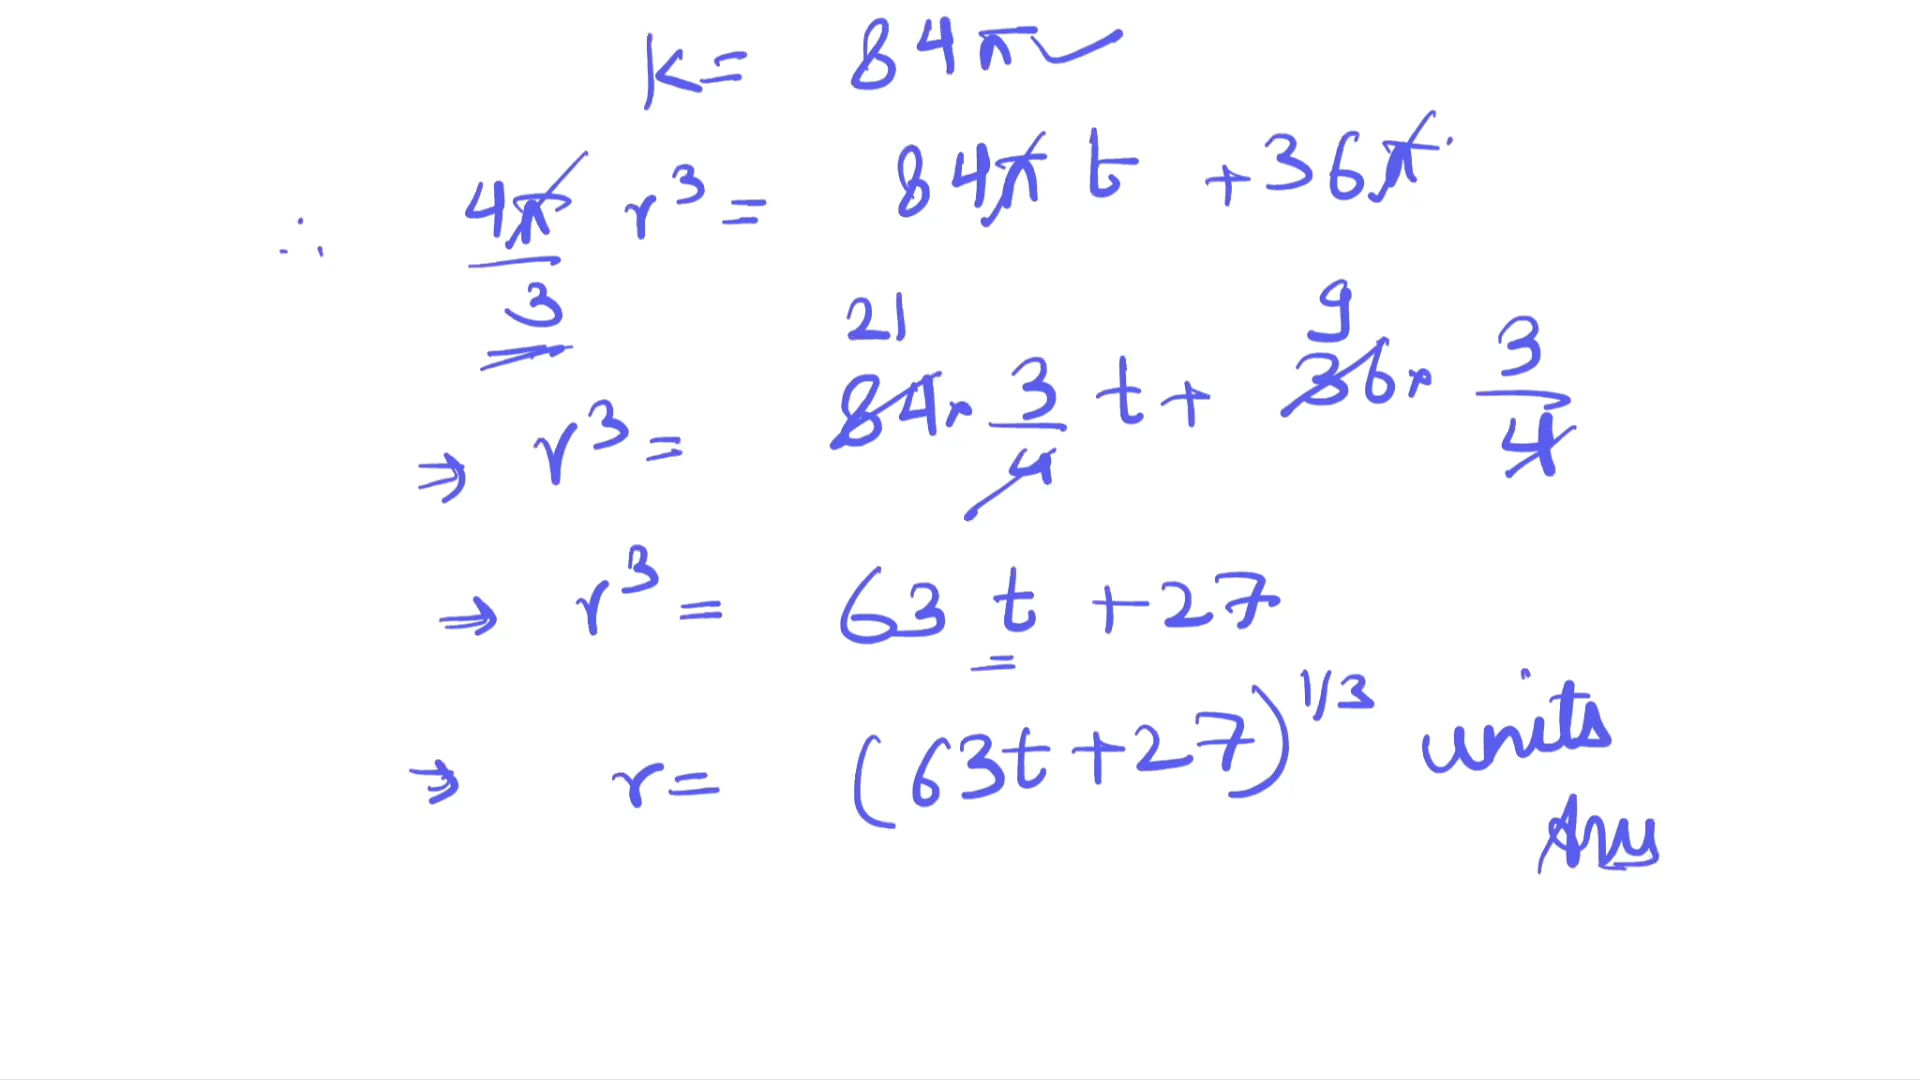 K = 84π ✓
∴ 4π/3 r³ = 84π t + 36π.
⇒ r³ = 84 × 3/4 t + 36 × 3/4
21 9
⇒ r³ = 63 t + 27
⇒ r = (63t + 27)^1/3 units
Ans